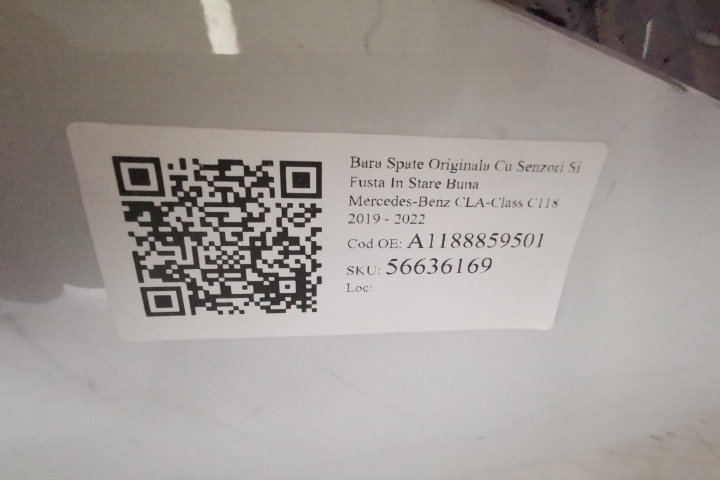 Bara Spate Originala Cu Senzori Si
Fusta In Stare Buna
Mercedes-Benz CLA-Class C118
2019 - 2022
Cod OE: A1188859501
SKU: 56636169
Loc: